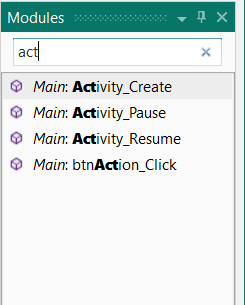 Modules
act
Main: Activity_Create
Main: Activity_Pause
Main: Activity_Resume
Main: btnAction_Click